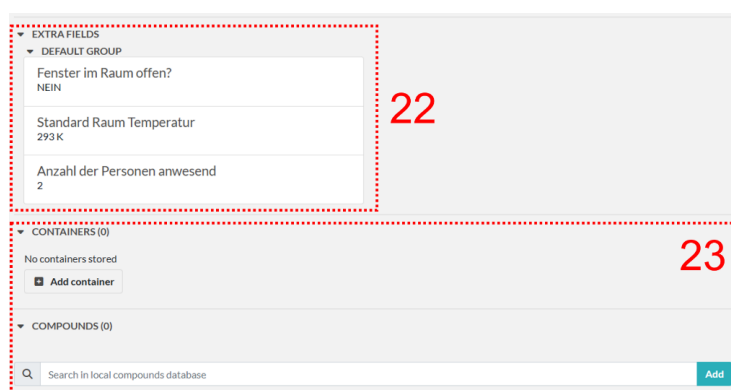 EXTRA FIELDS
DEFAULT GROUP
Fenster im Raum offen?
NEIN
22
Standard Raum Temperatur
293 K
Anzahl der Personen anwesend
2
CONTAINERS (0)
23
No containers stored
Add container
COMPOUNDS (0)
Search in local compounds database
Add